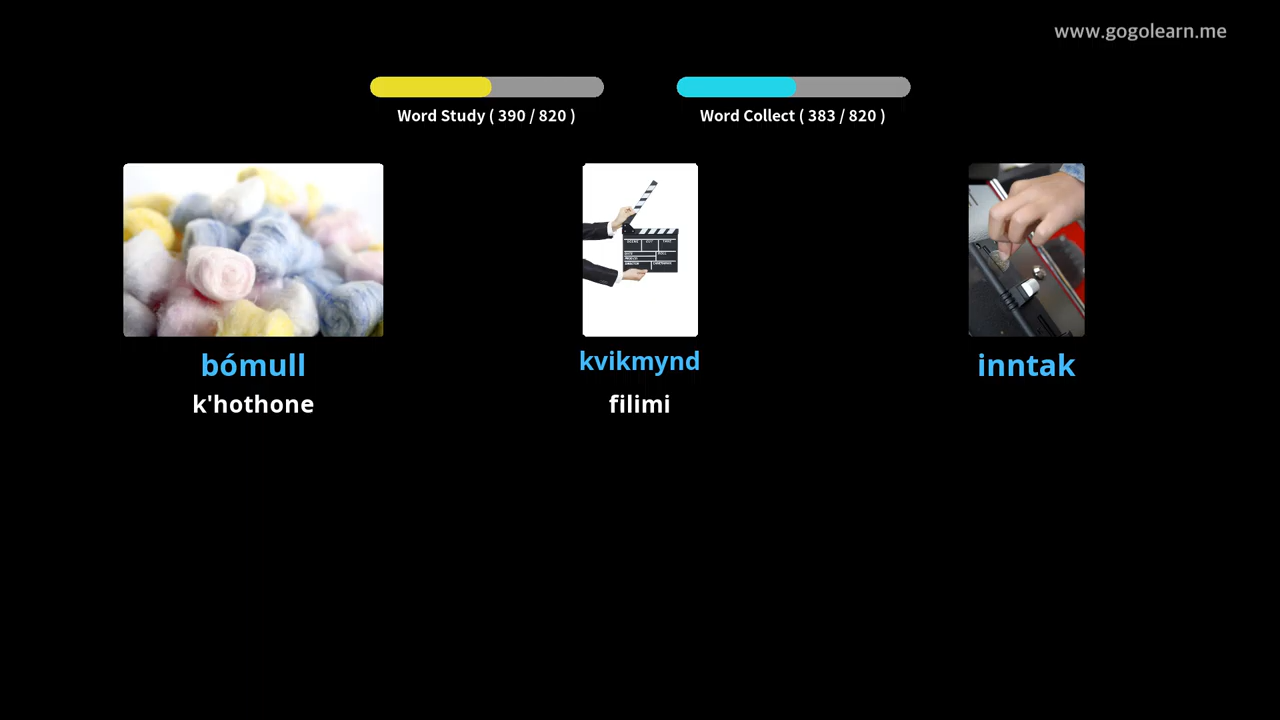 www.gogolearn.me
Word Study ( 390 / 820 )
Word Collect ( 383 / 820 )
bómull
k'hothone
kvikmynd
filimi
inntak